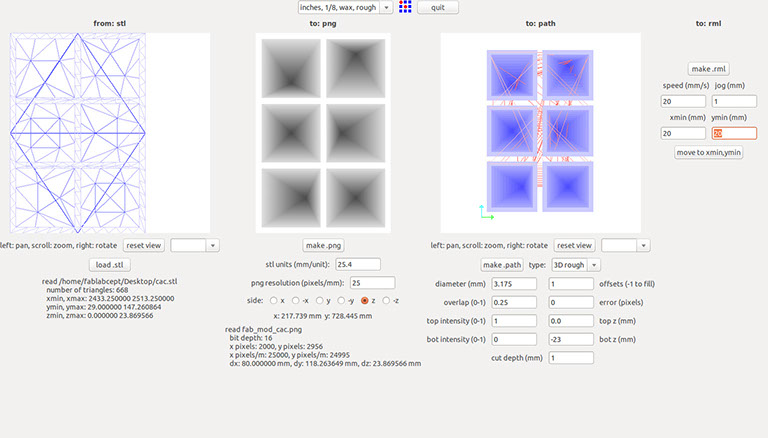 inches, 1/8, wax, rough
quit
from: stl
to: png
to: path
to: rml
make .rml
speed (mm/s)
jog (mm)
20
1
xmin (mm)
ymin (mm)
20
20
move to xmin,ymin
left: pan, scroll: zoom, right: rotate
reset view
make .png
left: pan, scroll: zoom, right: rotate
reset view
load .stl
stl units (mm/unit):
25.4
make .path
type:
3D rough
read /home/fablabcept/Desktop/cac.stl
number of triangles: 668
xmin, xmax: 2433.250000 2513.250000
ymin, ymax: 29.000000 147.260864
zmin, zmax: 0.000000 23.869566
png resolution (pixels/mm):
25
side:
x
-x
y
-y
z
-z
x: 217.739 mm y: 728.445 mm
read fab_mod_cac.png
bit depth: 16
x pixels: 2000, y pixels: 2956
x pixels/m: 25000, y pixels/m: 24995
dx: 80.000000 mm, dy: 118.263649 mm, dz: 23.869566 mm
diameter (mm)
3.175
1
offsets (-1 to fill)
overlap (0-1)
0.25
0
error (pixels)
top intensity (0-1)
1
0.0
top z (mm)
bot intensity (0-1)
0
-23
bot z (mm)
cut depth (mm)
1